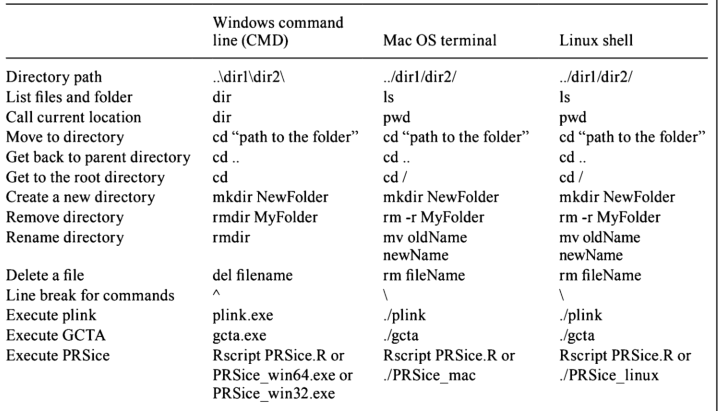 Windows command
line (CMD) Mac OS terminal Linux shell
Directory path ..\dir1\dir2\ ../dir1/dir2/ ../dir1/dir2/
List files and folder dir ls ls
Call current location dir pwd pwd
Move to directory cd “path to the folder” cd “path to the folder” cd “path to the folder”
Get back to parent directory cd .. cd .. cd ..
Get to the root directory cd cd / cd /
Create a new directory mkdir NewFolder mkdir NewFolder mkdir NewFolder
Remove directory rmdir MyFolder rm -r MyFolder rm -r MyFolder
Rename directory rmdir mv oldName mv oldName
newName newName
Delete a file del filename rm fileName rm fileName
Line break for commands ^ \ \
Execute plink plink.exe ./plink ./plink
Execute GCTA gcta.exe ./gcta ./gcta
Execute PRSice Rscript PRSice.R or Rscript PRSice.R or Rscript PRSice.R or
PRSice_win64.exe or ./PRSice_mac ./PRSice_linux
PRSice_win32.exe